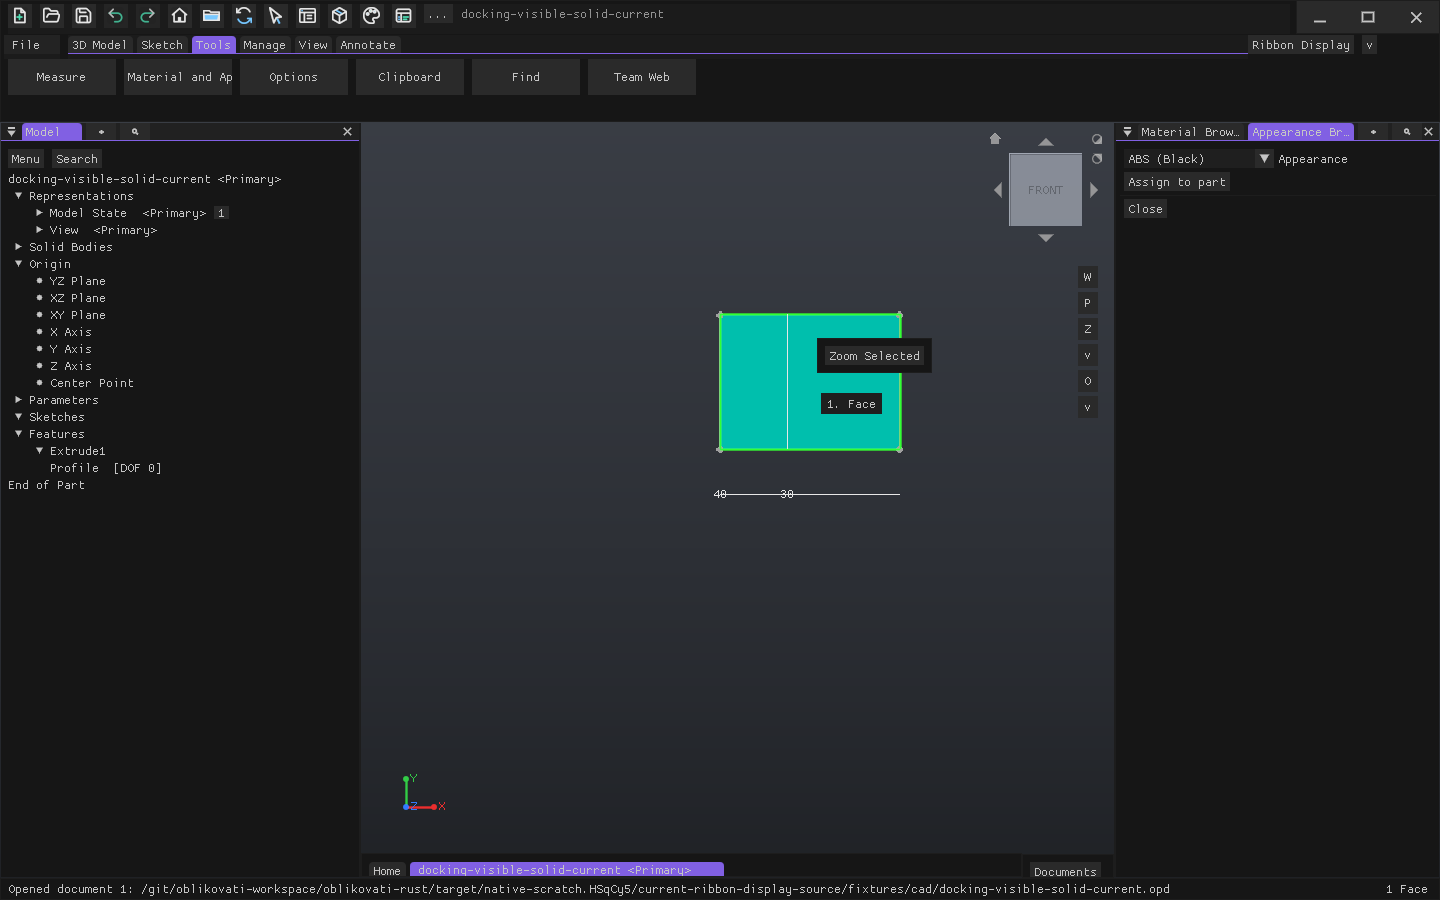 ... docking-visible-solid-current
File 3D Model Sketch Tools Manage View Annotate Ribbon Display v
Measure Material and Ap Options Clipboard Find Team Web
Model
Menu Search
docking-visible-solid-current <Primary>
Representations
Model State <Primary> 1
View <Primary>
Solid Bodies
Origin
YZ Plane
XZ Plane
XY Plane
X Axis
Y Axis
Z Axis
Center Point
Parameters
Sketches
Features
Extrude1
Profile [DOF 0]
End of Part
FRONT
W
P
Z
v
O
v
Zoom Selected
1. Face
40 30
Y
Z X
Material Brow… Appearance Br…
ABS (Black) Appearance
Assign to part
Close
Home docking-visible-solid-current <Primary> Documents
Opened document 1: /git/oblikovati-workspace/oblikovati-rust/target/native-scratch.HSqCy5/current-ribbon-display-source/fixtures/cad/docking-visible-solid-current.opd 1 Face